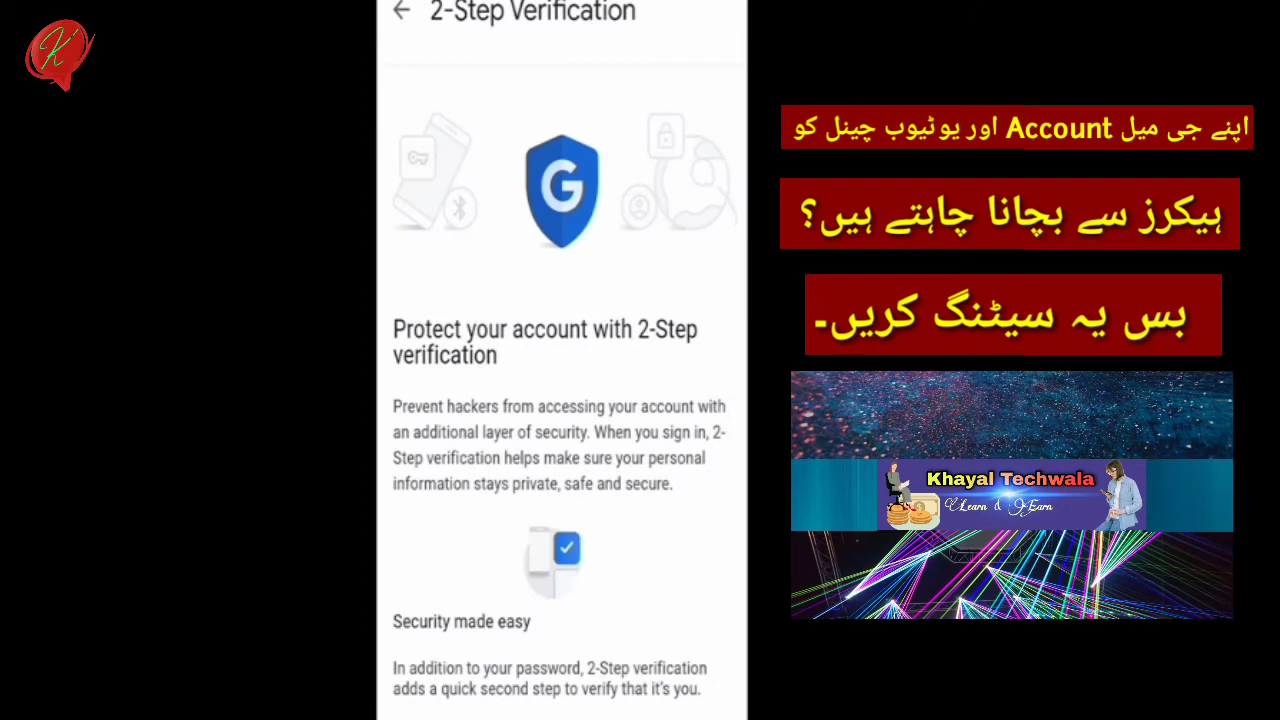 2-Step Verification
Protect your account with 2-Step
verification
Prevent hackers from accessing your account with
an additional layer of security. When you sign in, 2-
Step verification helps make sure your personal
information stays private, safe and secure.
Security made easy
In addition to your password, 2-Step verification
adds a quick second step to verify that it's you.
اپنے جی میل Account اور یوٹیوب چینل کو
ہیکرز سے بچانا چاہتے ہیں؟
بس یہ سیٹنگ کریں۔
Khayal Techwala
Learn & Earn
K
G